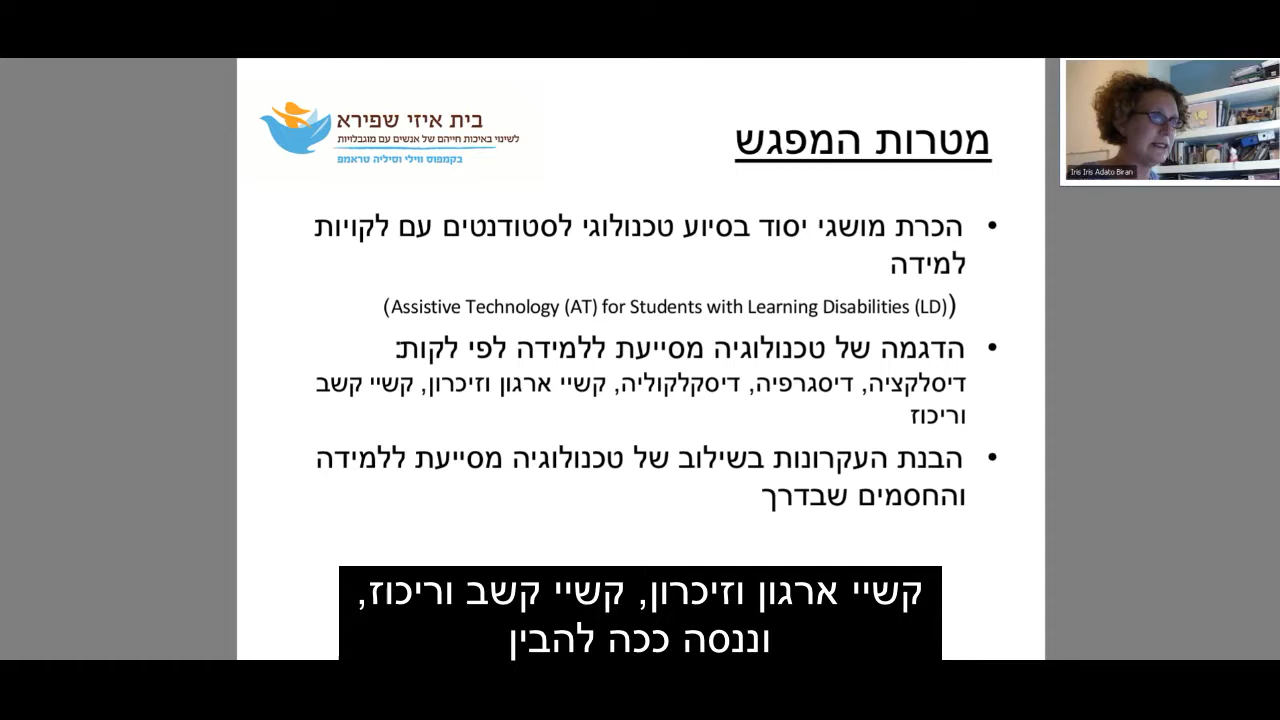 בית איזי שפירא
לשינוי באיכות חייהם של אנשים עם מוגבלויות
בקמפוס ווילי וסיליה טראמפ
מטרות המפגש
Iris Iris Adato Biran
• הכרת מושגי יסוד בסיוע טכנולוגי לסטודנטים עם לקויות
למידה
(Assistive Technology (AT) for Students with Learning Disabilities (LD))
• הדגמה של טכנולוגיה מסייעת ללמידה לפי לקות:
דיסלקציה, דיסגרפיה, דיסקלקוליה, קשיי ארגון וזיכרון, קשיי קשב
וריכוז
• הבנת העקרונות בשילוב של טכנולוגיה מסייעת ללמידה
והחסמים שבדרך
קשיי ארגון וזיכרון, קשיי קשב וריכוז,
וננסה ככה להבין